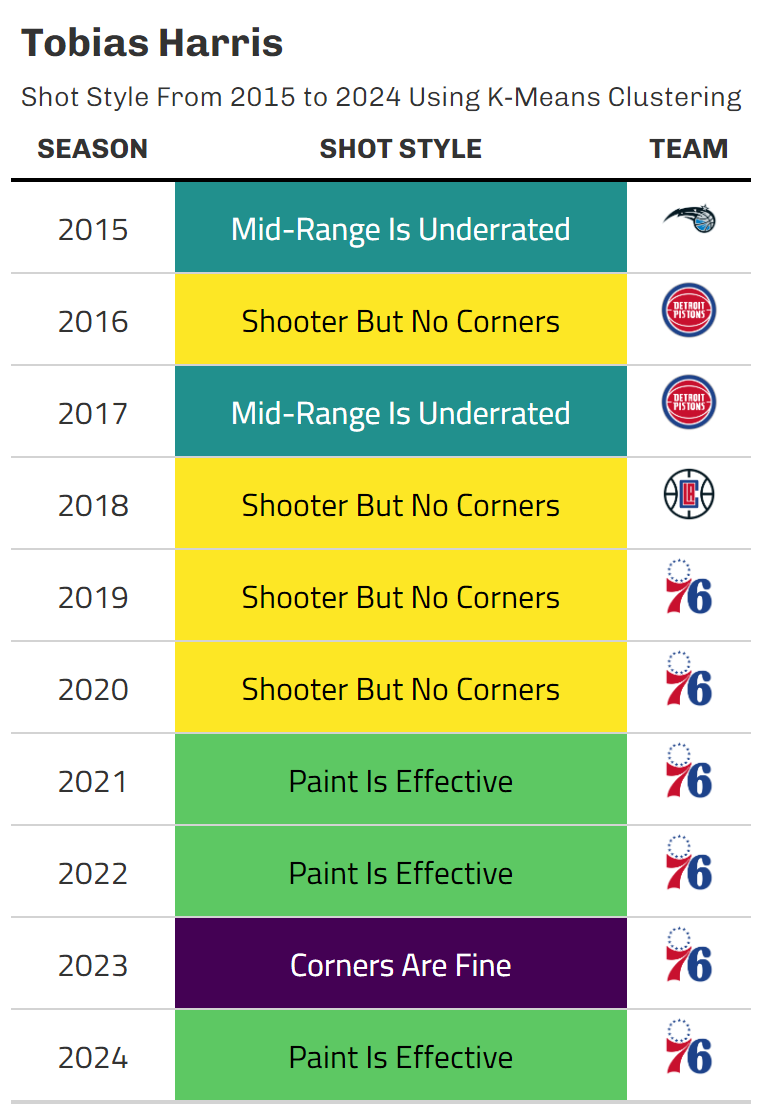 Tobias Harris
Shot Style From 2015 to 2024 Using K-Means Clustering
SEASON SHOT STYLE TEAM
2015 Mid-Range Is Underrated
2016 Shooter But No Corners DETROIT PISTONS
2017 Mid-Range Is Underrated DETROIT PISTONS
2018 Shooter But No Corners LA C
2019 Shooter But No Corners 76
2020 Shooter But No Corners 76
2021 Paint Is Effective 76
2022 Paint Is Effective 76
2023 Corners Are Fine 76
2024 Paint Is Effective 76